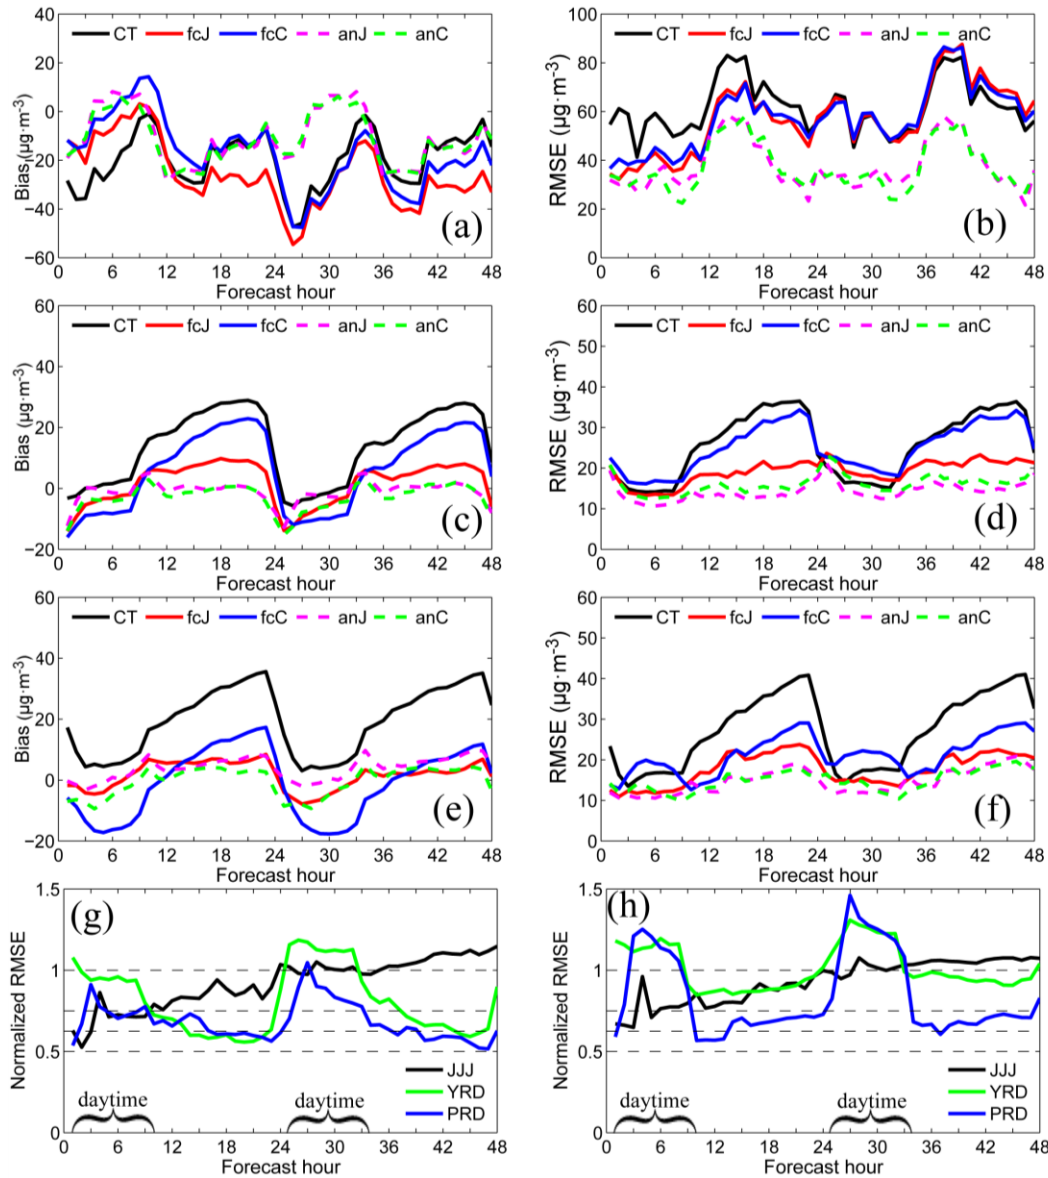 CT fcJ fcC anJ anC
40
20
0
−20
−40
−60
Bias (μg·m-3)
(a)
0 6 12 18 24 30 36 42 48
Forecast hour
CT fcJ fcC anJ anC
100
80
60
40
20
0
RMSE (μg·m-3)
(b)
0 6 12 18 24 30 36 42 48
Forecast hour
CT fcJ fcC anJ anC
60
40
20
0
−20
Bias (μg·m-3)
(c)
0 6 12 18 24 30 36 42 48
Forecast hour
CT fcJ fcC anJ anC
60
50
40
30
20
10
0
RMSE (μg·m-3)
(d)
0 6 12 18 24 30 36 42 48
Forecast hour
CT fcJ fcC anJ anC
60
40
20
0
−20
Bias (μg·m-3)
(e)
0 6 12 18 24 30 36 42 48
Forecast hour
CT fcJ fcC anJ anC
60
50
40
30
20
10
0
RMSE (μg·m-3)
(f)
0 6 12 18 24 30 36 42 48
Forecast hour
(g)
1.5
1
0.5
0
Normalized RMSE
JJJ
YRD
PRD
daytime daytime
0 6 12 18 24 30 36 42 48
Forecast hour
(h)
1.5
1
0.5
0
Normalized RMSE
JJJ
YRD
PRD
daytime daytime
0 6 12 18 24 30 36 42 48
Forecast hour